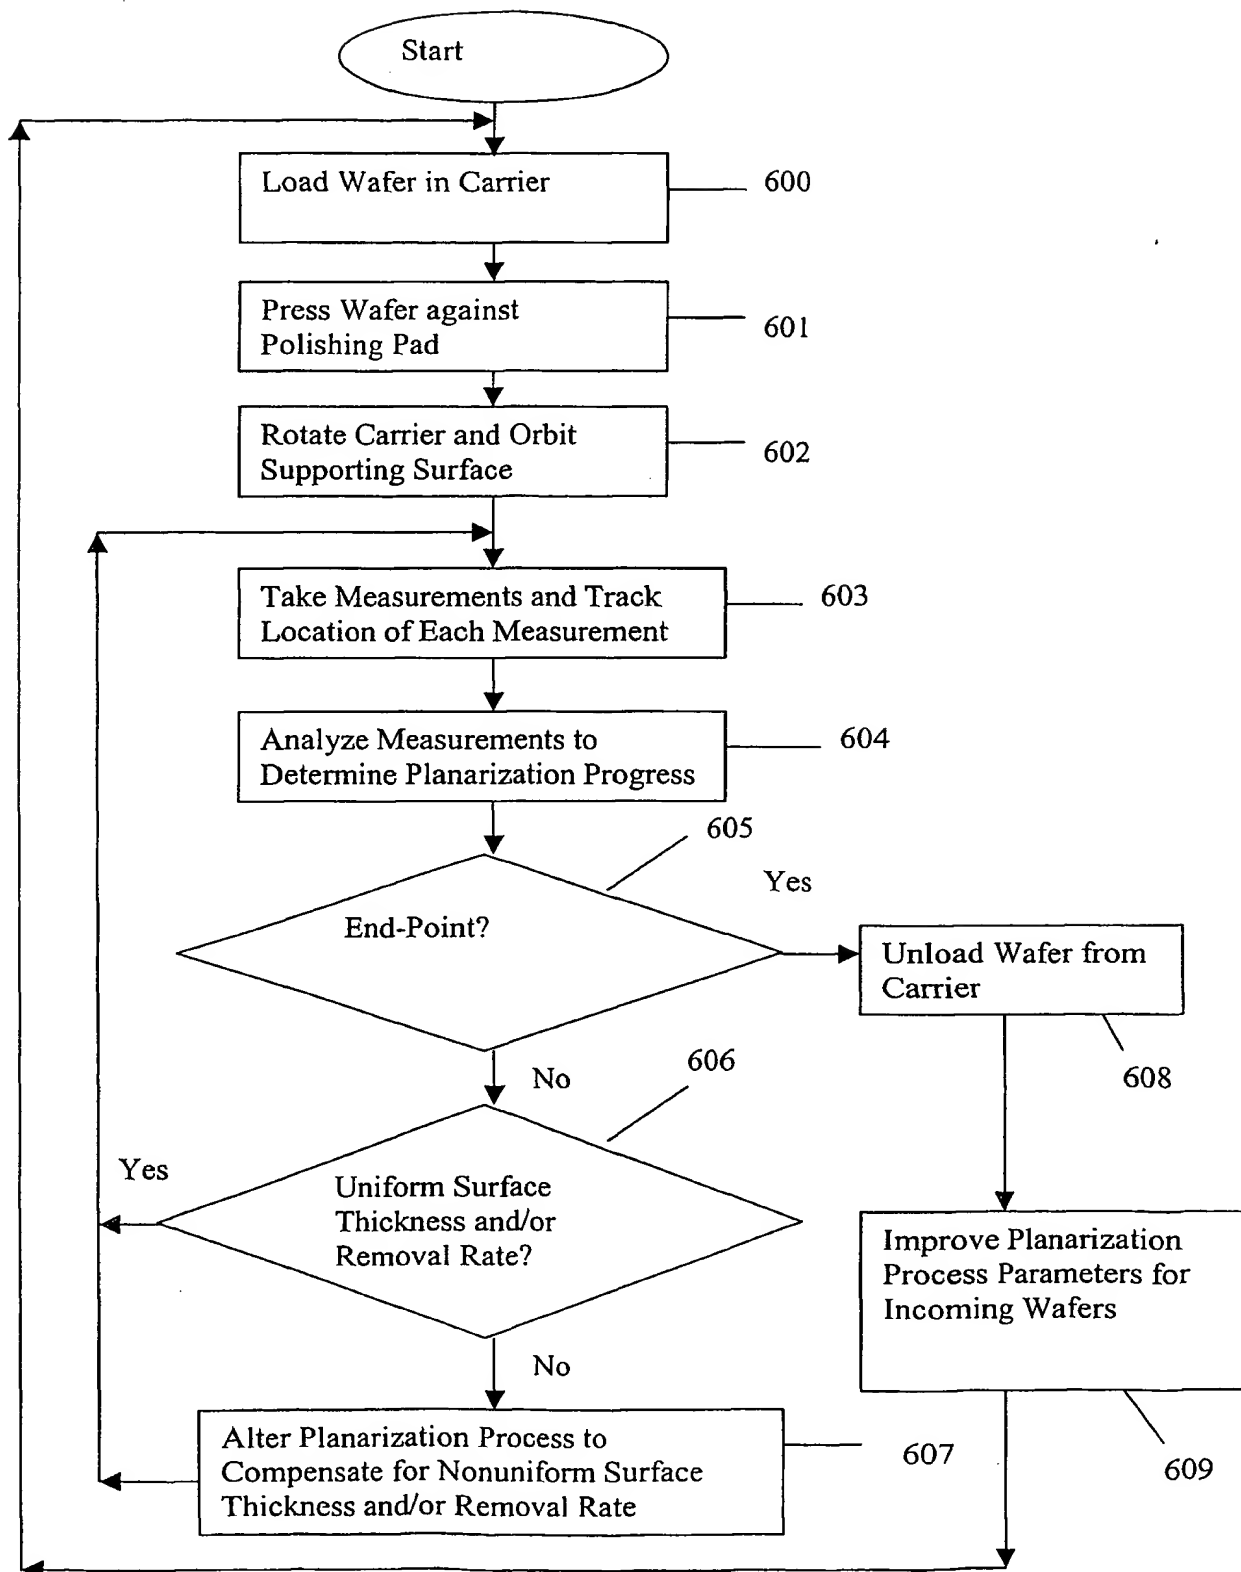 Start
Load Wafer in Carrier
600
Press Wafer against
Polishing Pad
601
Rotate Carrier and Orbit
Supporting Surface
602
Take Measurements and Track
Location of Each Measurement
603
Analyze Measurements to
Determine Planarization Progress
604
605
End-Point?
Yes
Unload Wafer from
Carrier
608
No
606
Yes
Uniform Surface
Thickness and/or
Removal Rate?
Improve Planarization
Process Parameters for
Incoming Wafers
609
No
Alter Planarization Process to
Compensate for Nonuniform Surface
Thickness and/or Removal Rate
607